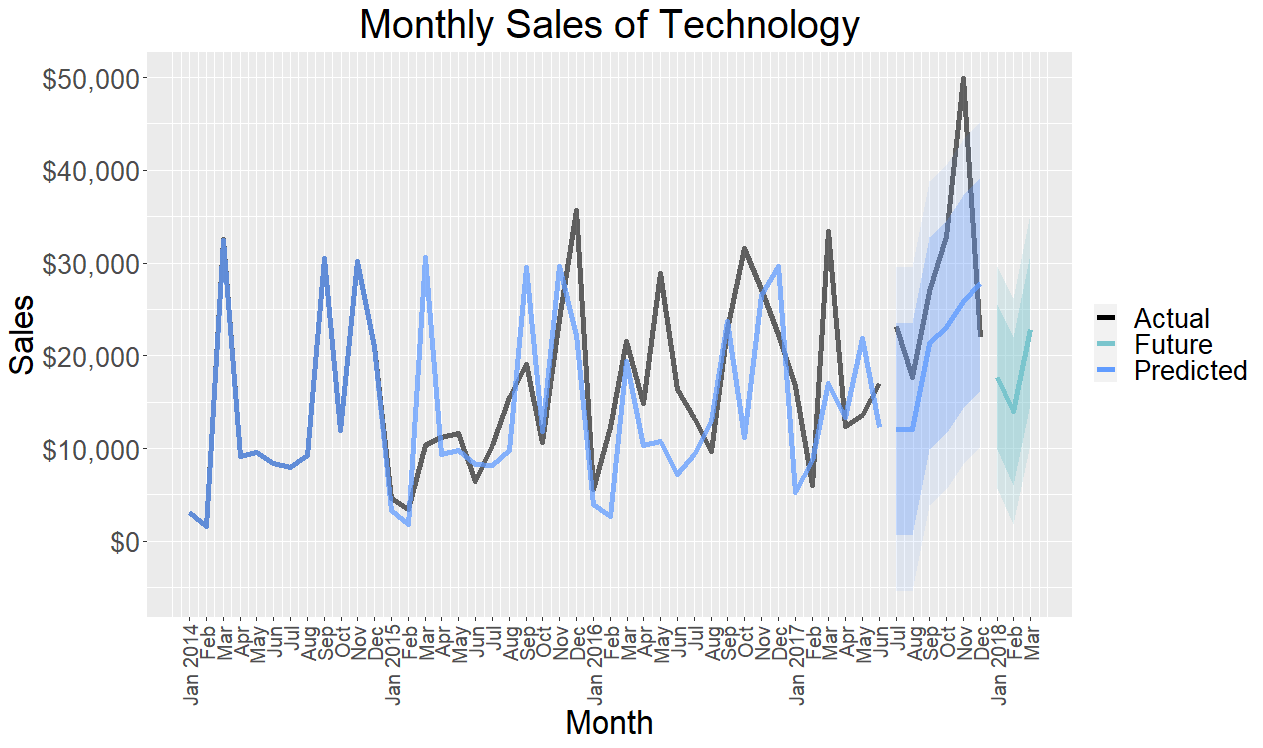 Monthly Sales of Technology
Sales
$50,000
$40,000
$30,000
$20,000
$10,000
$0
Jan 2014
Feb
Mar
Apr
May
Jun
Jul
Aug
Sep
Oct
Nov
Dec
Jan 2015
Feb
Mar
Apr
May
Jun
Jul
Aug
Sep
Oct
Nov
Dec
Jan 2016
Feb
Mar
Apr
May
Jun
Jul
Aug
Sep
Oct
Nov
Dec
Jan 2017
Feb
Mar
Apr
May
Jun
Jul
Aug
Sep
Oct
Nov
Dec
Jan 2018
Feb
Mar
Month
Actual
Future
Predicted